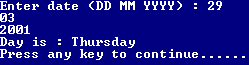 Enter date (DD MM YYYY) : 29
03
2001
Day is : Thursday
Press any key to continue......